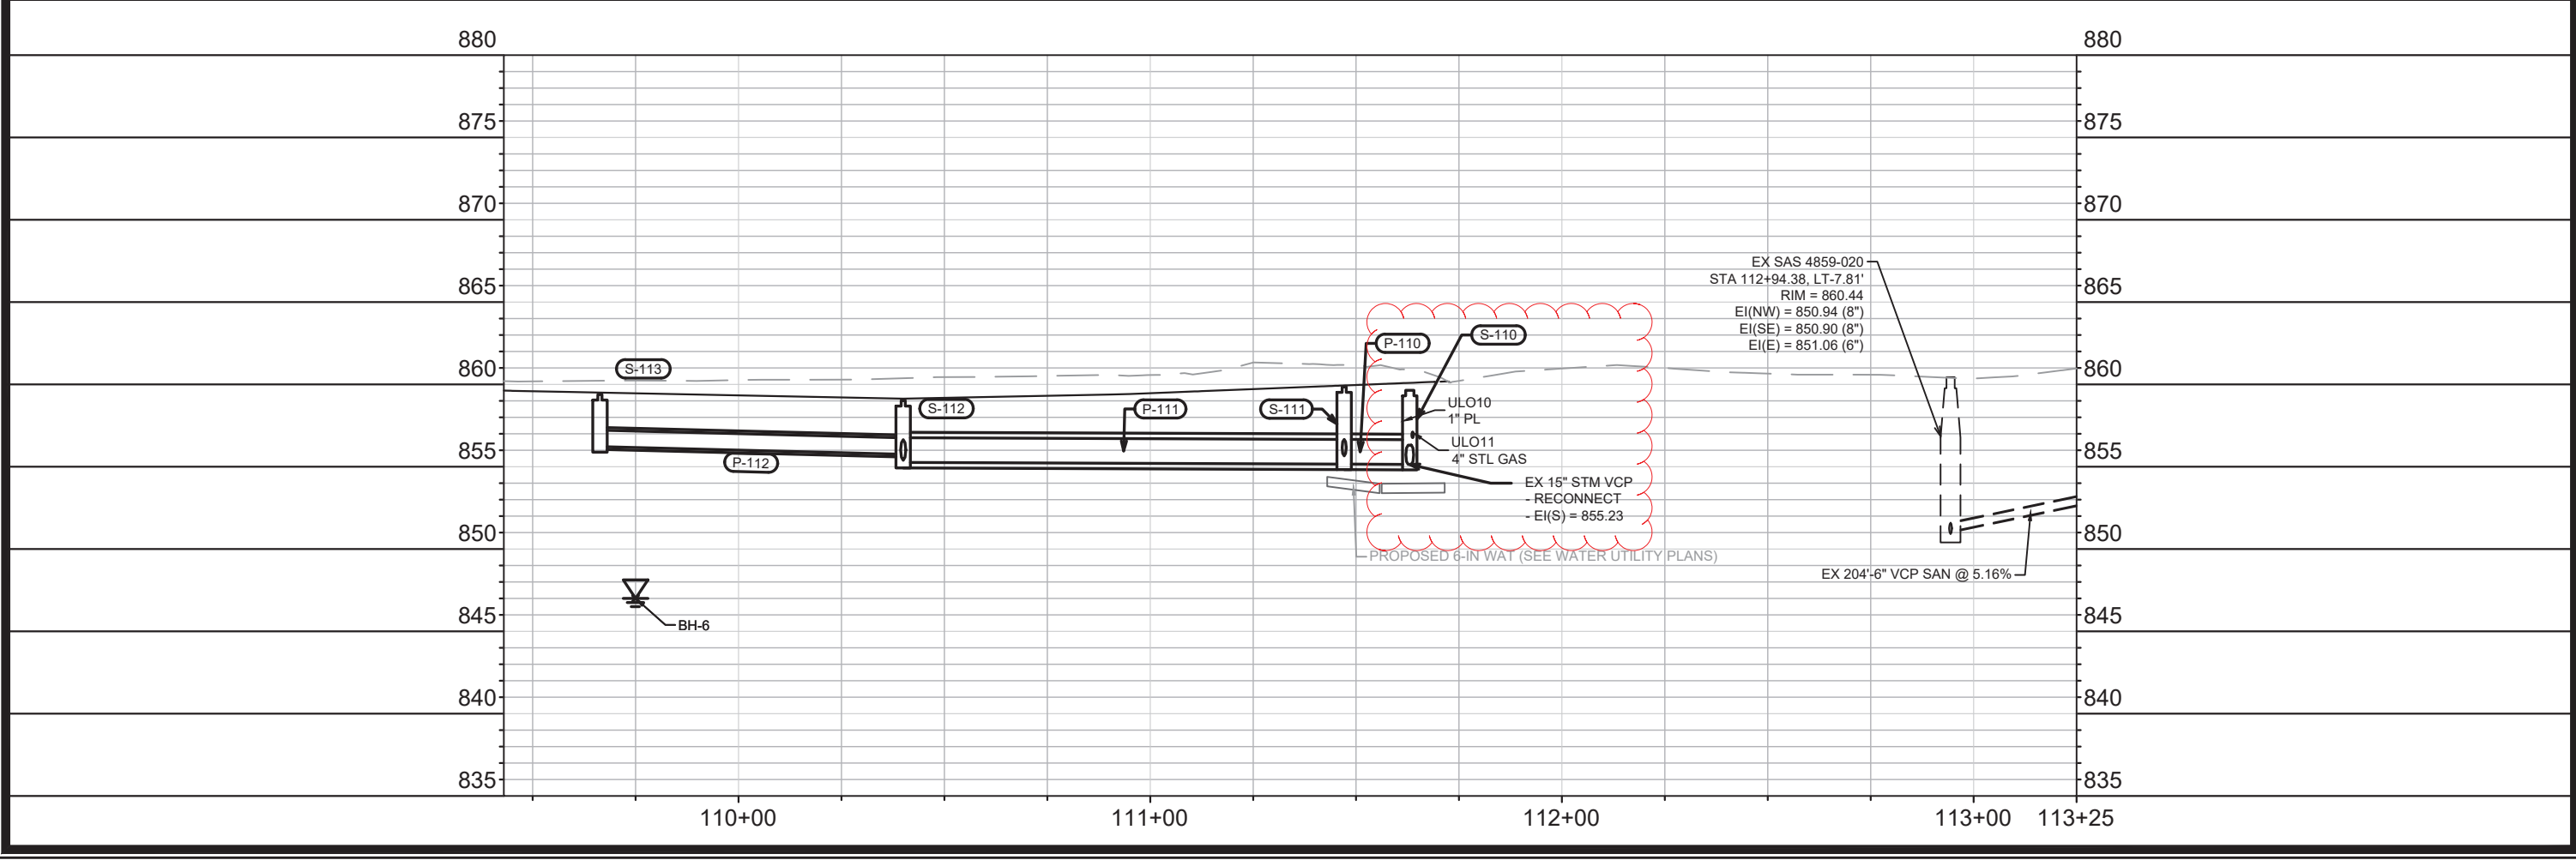 880
880
875
875
870
870
EX SAS 4859-020
STA 112+94.38, LT-7.81'
865
RIM = 860.44
865
EI(NW) = 850.94 (8")
EI(SE) = 850.90 (8")
S-110
P-110
EI(E) = 851.06 (6")
860
S-113
860
ULO10
S-112
P-111
S-111
1" PL
ULO11
855
855
4" STL GAS
P-112
EX 15" STM VCP
- RECONNECT
- EI(S) = 855.23
850
850
PROPOSED 6-IN WAT (SEE WATER UTILITY PLANS)
EX 204'-6" VCP SAN @ 5.16%
845
BH-6
845
840
840
835
835
110+00
111+00
112+00
113+00
113+25